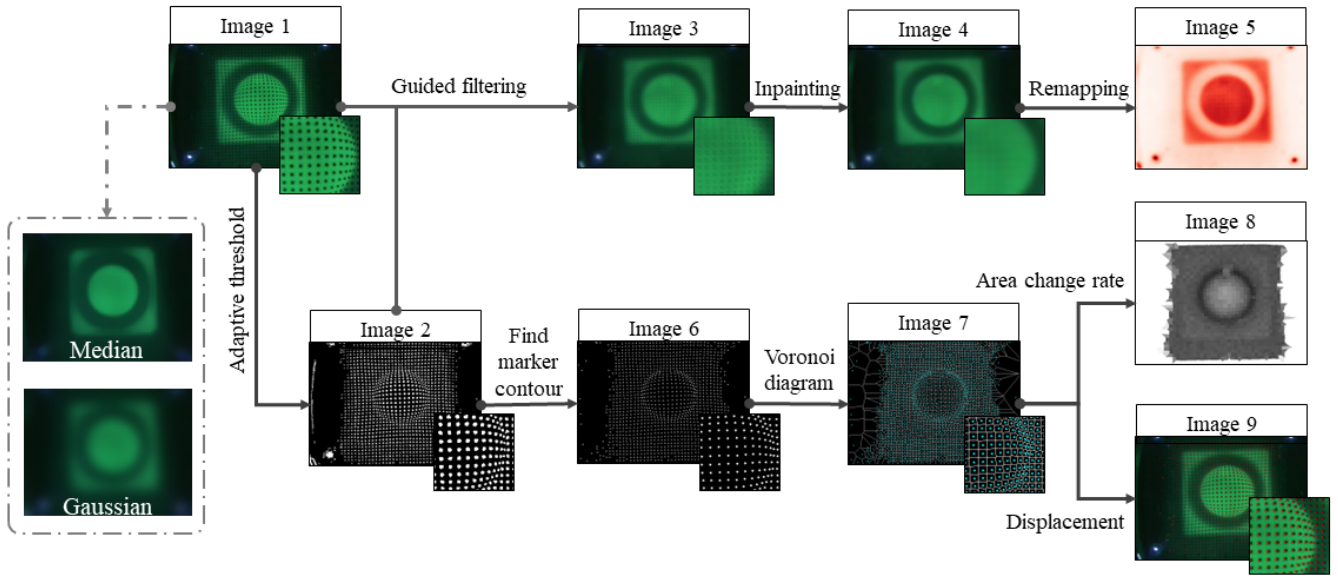 Image 1
Image 3
Image 4
Image 5
Guided filtering
Inpainting
Remapping
Adaptive threshold
Median
Gaussian
Image 2
Find
marker
contour
Image 6
Voronoi
diagram
Image 7
Area change rate
Image 8
Displacement
Image 9